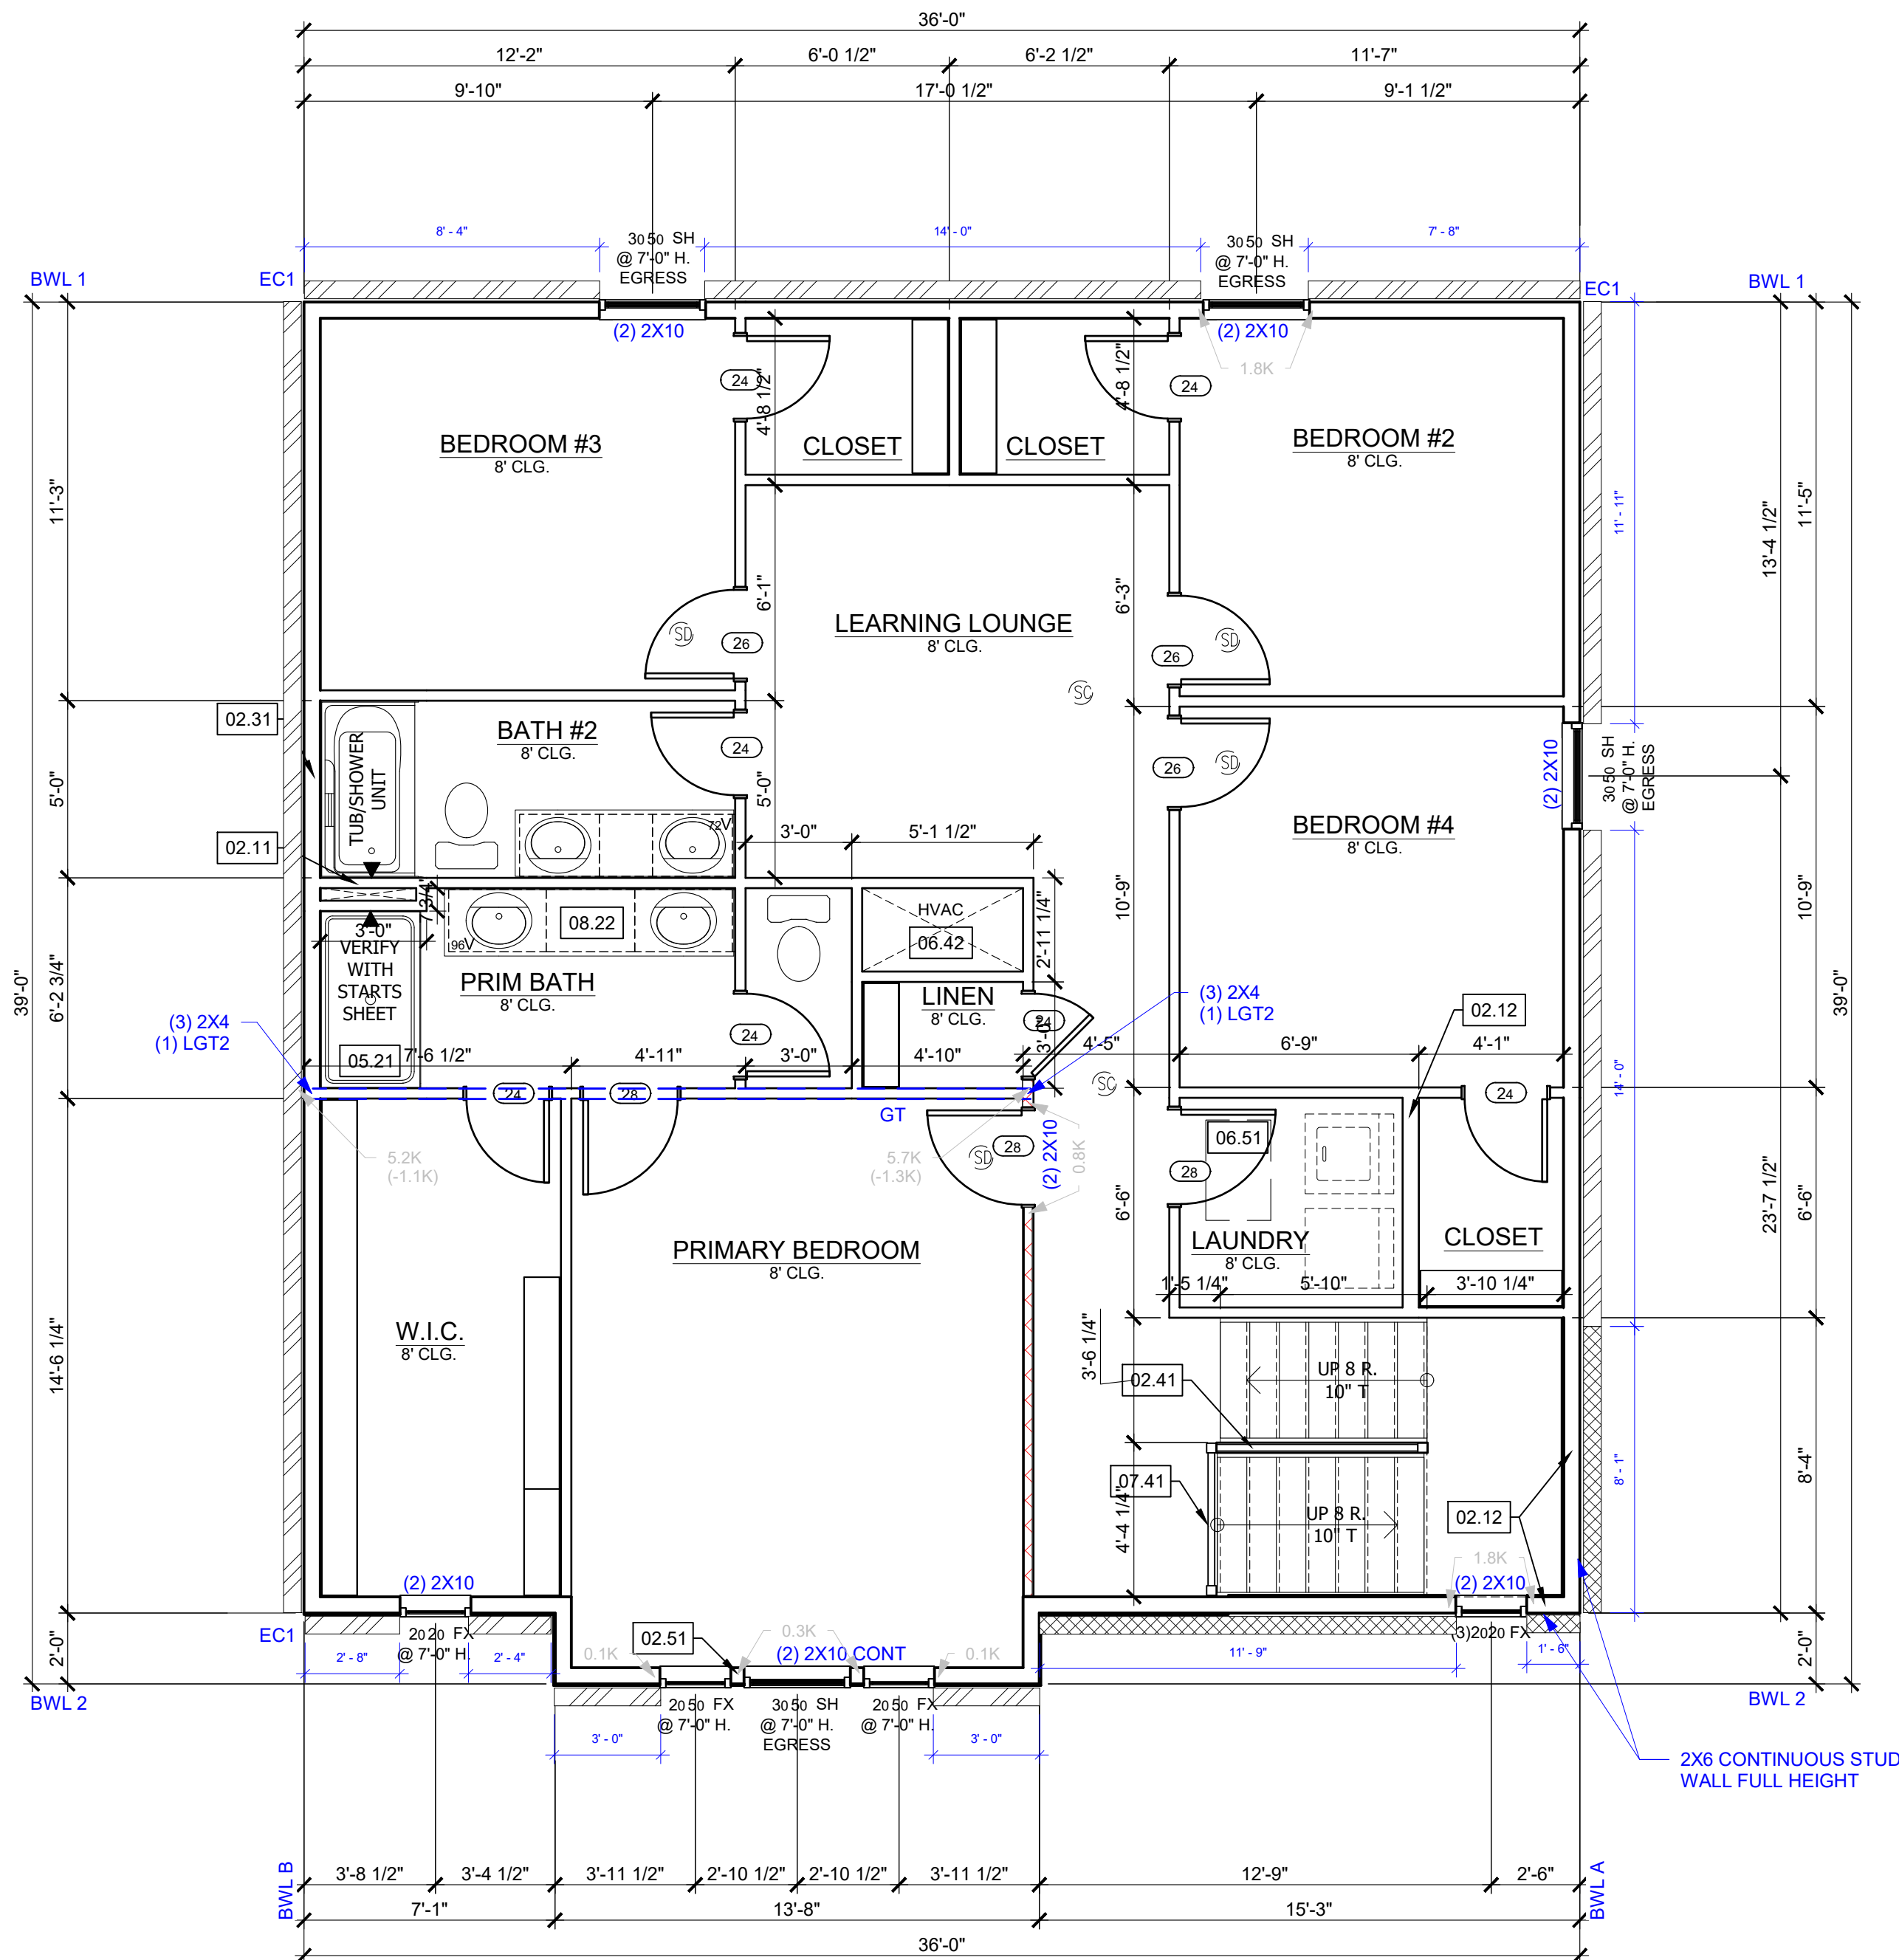 36'-0"
12'-2"
6'-0 1/2"
6'-2 1/2"
11'-7"
9'-10"
17'-0 1/2"
9'-1 1/2"
8' - 4"
14' - 0"
7' - 8"
3050 SH
@ 7'-0" H.
EGRESS
3050 SH
@ 7'-0" H.
EGRESS
BWL 1
EC1
EC1
BWL 1
(2) 2X10
(2) 2X10
1.8K
24
24
4'-8 1/2"
4'-8 1/2"
BEDROOM #3
8' CLG.
CLOSET
CLOSET
BEDROOM #2
8' CLG.
11'-3"
11' - 11"
13'-4 1/2"
11'-5"
6'-1"
6'-3"
LEARNING LOUNGE
8' CLG.
SD
26
26
SD
SC
02.31
BATH #2
8' CLG.
TUB/SHOWER
UNIT
24
26
SD
5'-0"
5'-0"
(2) 2X10
3050 SH
@ 7'-0" H.
EGRESS
72V
3'-0"
5'-1 1/2"
BEDROOM #4
8' CLG.
02.11
7 3/4"
10'-9"
10'-9"
HVAC
06.42
2'-11 1/4"
08.22
96V
3'-0"
VERIFY
WITH
STARTS
SHEET
PRIM BATH
8' CLG.
LINEN
8' CLG.
39'-0"
6'-2 3/4"
39'-0"
(3) 2X4
(1) LGT2
(3) 2X4
(1) LGT2
02.12
24
24
3'-0"
05.21
7'-6 1/2"
4'-11"
3'-0"
4'-10"
4'-5"
6'-9"
4'-1"
14' - 0"
SC
24
28
24
GT
5.2K
(-1.1K)
5.7K
(-1.3K)
SD
28
(2) 2X10
0.8K
06.51
28
6'-6"
23'-7 1/2"
6'-6"
PRIMARY BEDROOM
8' CLG.
LAUNDRY
8' CLG.
CLOSET
1'-5 1/4"
5'-10"
3'-10 1/4"
W.I.C.
8' CLG.
14'-6 1/4"
3'-6 1/4"
02.41
UP 8 R.
10" T
07.41
4'-4 1/4"
UP 8 R.
10" T
02.12
8' - 1"
8'-4"
1.8K
(2) 2X10
(2) 2X10
EC1
2020 FX
@ 7'-0" H.
2' - 8"
2' - 4"
02.51
0.1K
0.3K
(2) 2X10 CONT
0.1K
11' - 9"
(3)2020 FX
1' - 6"
2'-0"
2'-0"
BWL 2
BWL 2
2050 FX
@ 7'-0" H.
3050 SH
@ 7'-0" H.
EGRESS
2050 FX
@ 7'-0" H.
3' - 0"
3' - 0"
2X6 CONTINUOUS STUD
WALL FULL HEIGHT
BWL B
3'-8 1/2"
3'-4 1/2"
3'-11 1/2"
2'-10 1/2"
2'-10 1/2"
3'-11 1/2"
12'-9"
2'-6"
BWL A
7'-1"
13'-8"
15'-3"
36'-0"